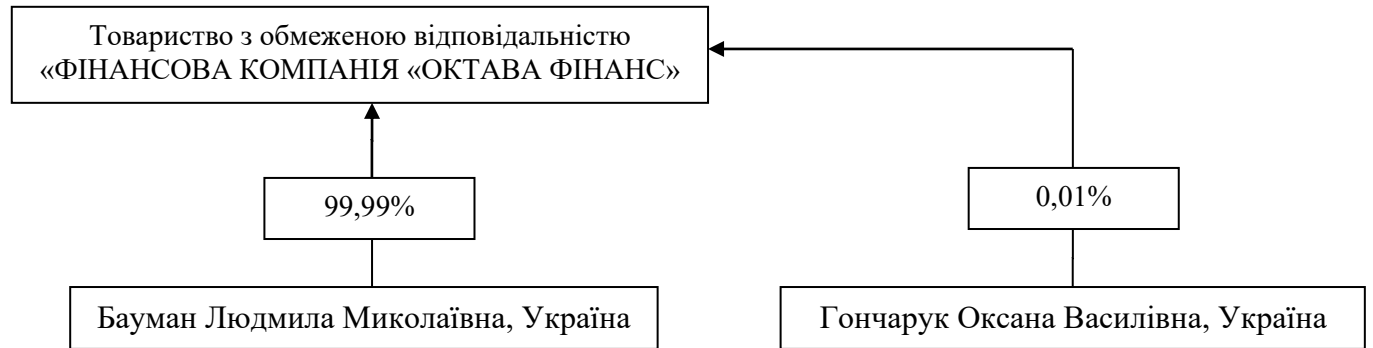 Товариство з обмеженою відповідальністю
«ФІНАНСОВА КОМПАНІЯ «ОКТАВА ФІНАНС»
99,99%
0,01%
Бауман Людмила Миколаївна, Україна
Гончарук Оксана Василівна, Україна